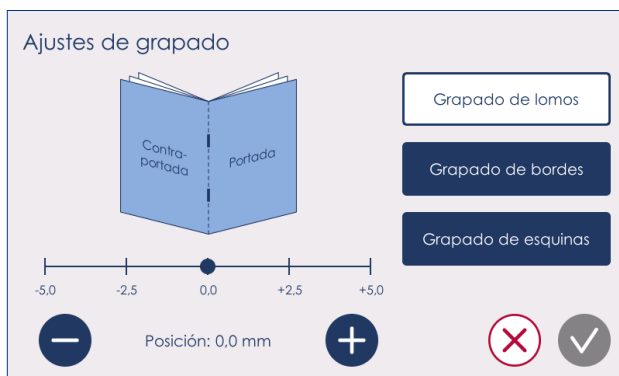 Ajustes de grapado
Contra-
portada
Portada
Grapado de lomos
Grapado de bordes
Grapado de esquinas
-5,0 -2,5 0,0 +2,5 +5,0
Posición: 0,0 mm